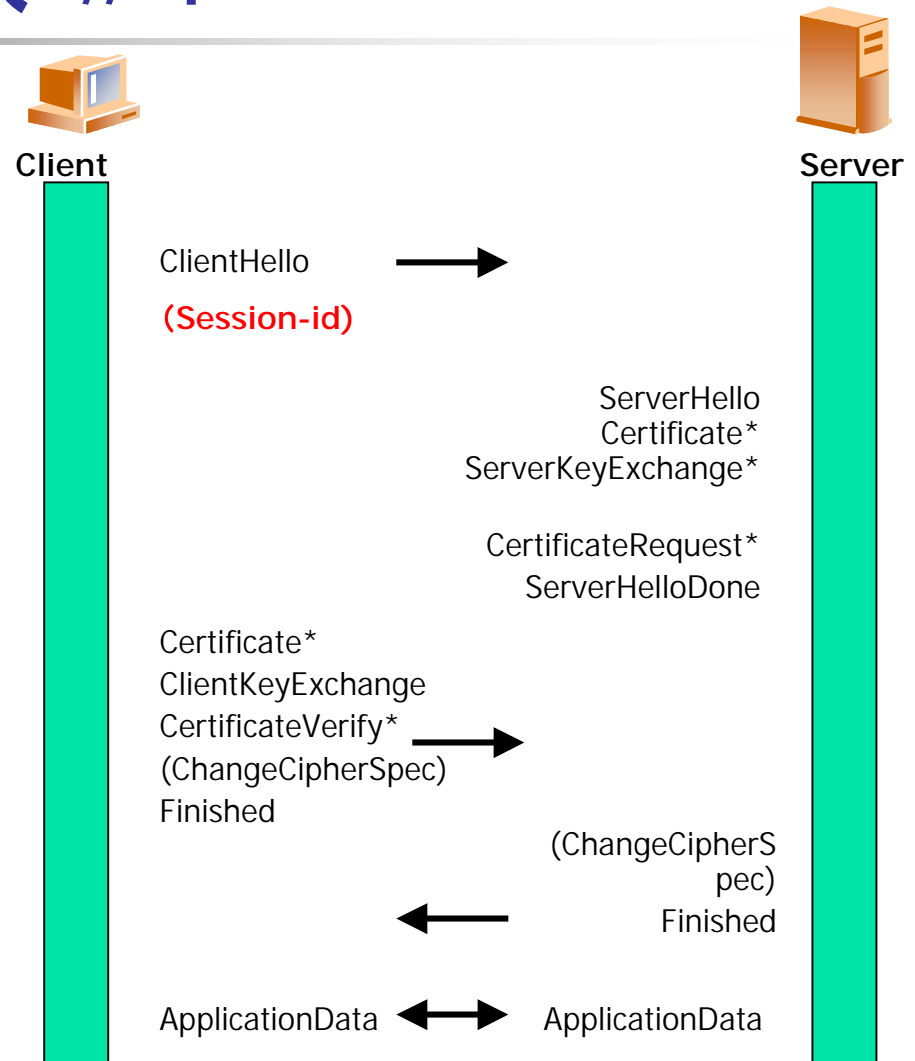 Client
Server
ClientHello
(Session-id)
ServerHello
Certificate*
ServerKeyExchange*
CertificateRequest*
ServerHelloDone
Certificate*
ClientKeyExchange
CertificateVerify*
(ChangeCipherSpec)
Finished
(ChangeCipherS
pec)
Finished
ApplicationData
ApplicationData